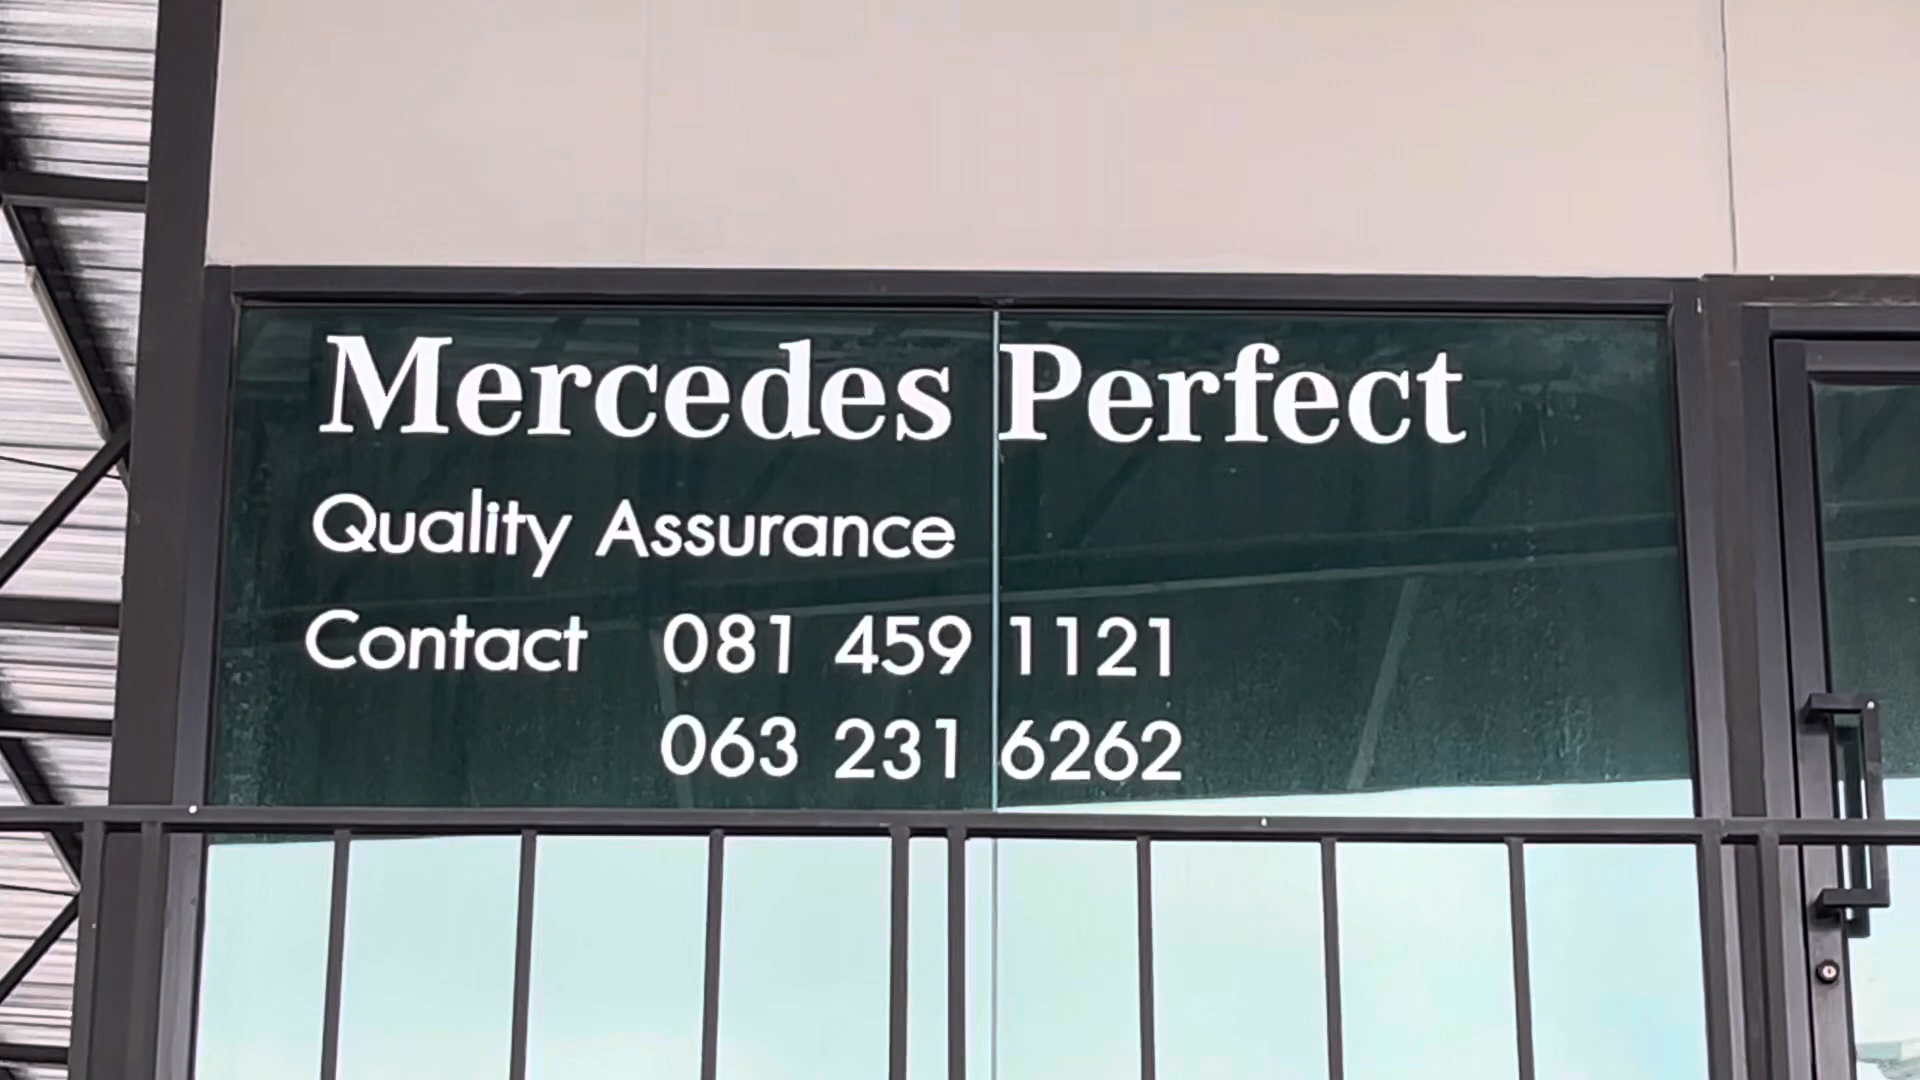 Mercedes Perfect
Quality Assurance
Contact 081 459 1121
063 231 6262